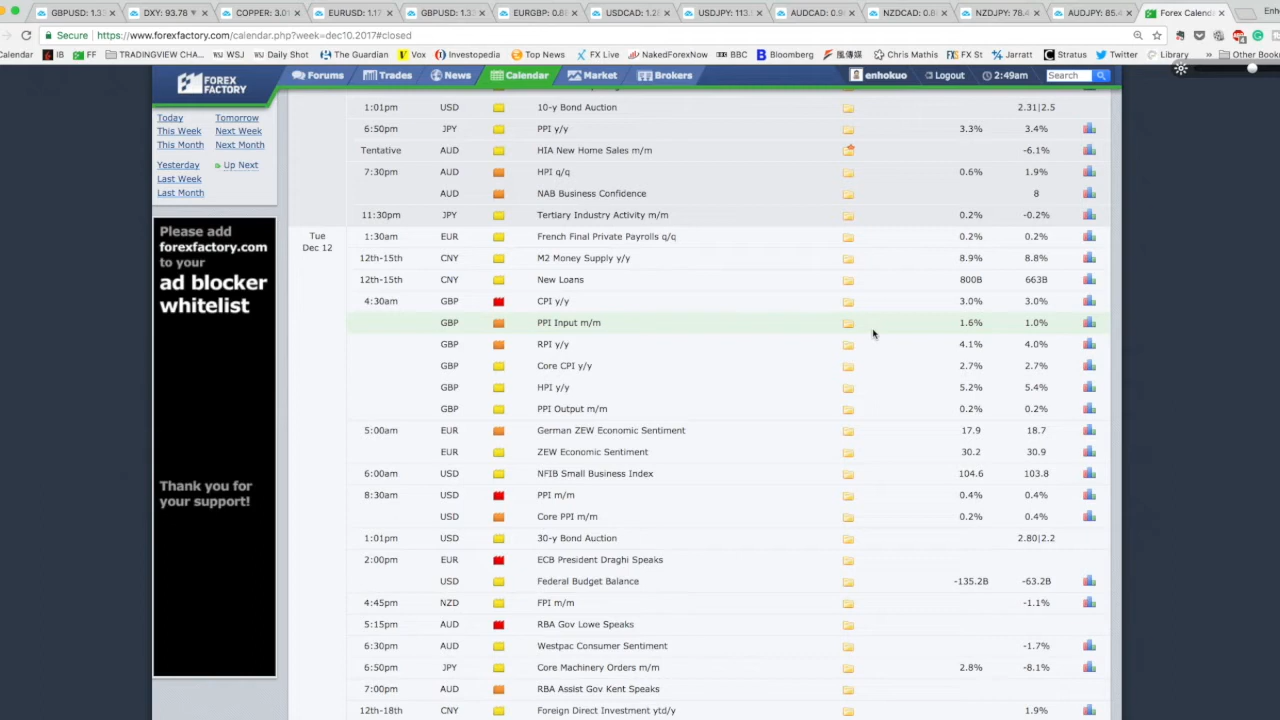 GBPUSD: 1.33
DXY: 93.78
COPPER: 3.01
EURUSD: 1.17
GBPUSD: 1.33
EURGBP: 0.88
USDCAD: 1.28
USDJPY: 113.
AUDCAD: 0.96
NZDCAD: 0.8
NZDJPY: 78.4
AUDJPY: 85.4
Forex Calend
Enho
Secure https://www.forexfactory.com/calendar.php?week=dec10.2017#closed
Calendar IB FF TRADINGVIEW CHA... WSJ Daily Shot The Guardian Vox Investopedia Top News FX Live NakedForexNow BBC Bloomberg 風傳媒 Chris Mathis FX St Jarratt Stratus Twitter Library » Other Book
FOREX FACTORY Forums Trades News Calendar Market Brokers enhokuo Logout 2:49am Search
Today Tomorrow
This Week Next Week
This Month Next Month
Yesterday Up Next
Last Week
Last Month
Please add
forexfactory.com
to your
ad blocker
whitelist
Thank you for
your support!
1:01pm USD 10-y Bond Auction 2.31|2.5
6:50pm JPY PPI y/y 3.3% 3.4%
Tentative AUD HIA New Home Sales m/m -6.1%
7:30pm AUD HPI q/q 0.6% 1.9%
AUD NAB Business Confidence 8
11:30pm JPY Tertiary Industry Activity m/m 0.2% -0.2%
Tue Dec 12 1:30am EUR French Final Private Payrolls q/q 0.2% 0.2%
12th-15th CNY M2 Money Supply y/y 8.9% 8.8%
12th-15th CNY New Loans 800B 663B
4:30am GBP CPI y/y 3.0% 3.0%
GBP PPI Input m/m 1.6% 1.0%
GBP RPI y/y 4.1% 4.0%
GBP Core CPI y/y 2.7% 2.7%
GBP HPI y/y 5.2% 5.4%
GBP PPI Output m/m 0.2% 0.2%
5:00am EUR German ZEW Economic Sentiment 17.9 18.7
EUR ZEW Economic Sentiment 30.2 30.9
6:00am USD NFIB Small Business Index 104.6 103.8
8:30am USD PPI m/m 0.4% 0.4%
USD Core PPI m/m 0.2% 0.4%
1:01pm USD 30-y Bond Auction 2.80|2.2
2:00pm EUR ECB President Draghi Speaks
USD Federal Budget Balance -135.2B -63.2B
4:45pm NZD FPI m/m -1.1%
5:15pm AUD RBA Gov Lowe Speaks
6:30pm AUD Westpac Consumer Sentiment -1.7%
6:50pm JPY Core Machinery Orders m/m 2.8% -8.1%
7:00pm AUD RBA Assist Gov Kent Speaks
12th-18th CNY Foreign Direct Investment ytd/y 1.9%